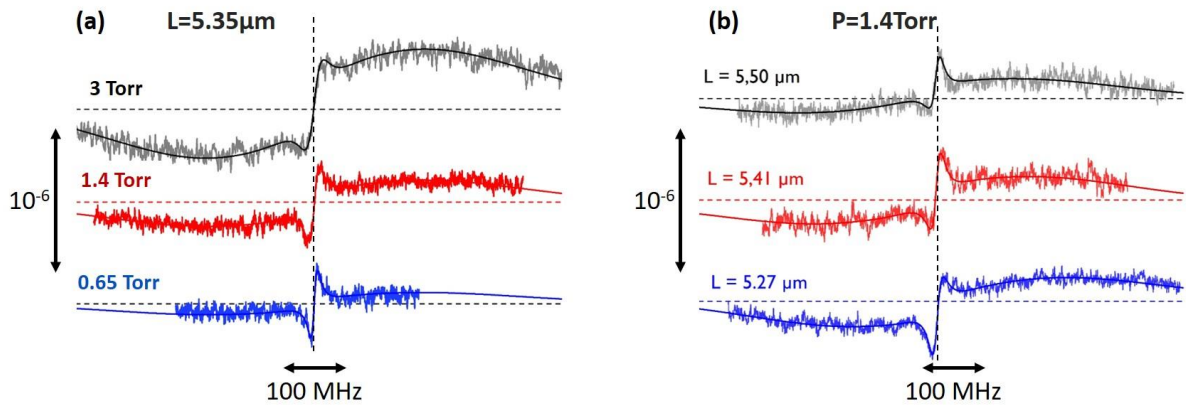 (a) L=5.35µm
3 Torr
1.4 Torr
10⁻⁶
0.65 Torr
100 MHz
(b) P=1.4Torr
L = 5,50 µm
L = 5,41 µm
10⁻⁶
L = 5.27 µm
100 MHz